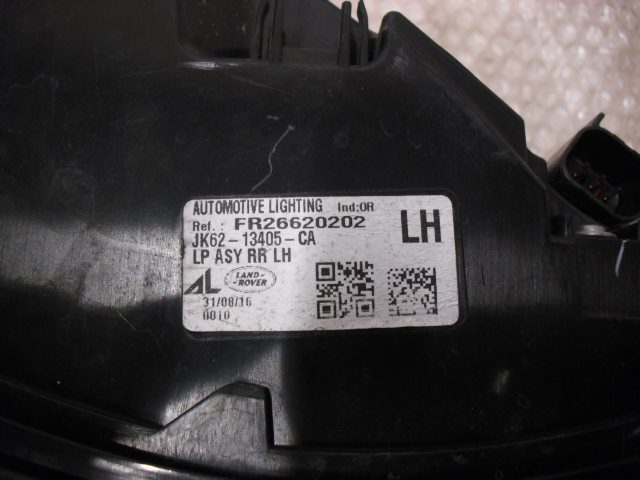 AUTOMOTIVE LIGHTING Ind:0R
Ref.: FR26620202
JK62-13405-CA LH
LP ASY RR LH
AL LAND-ROVER
31/08/16
0010